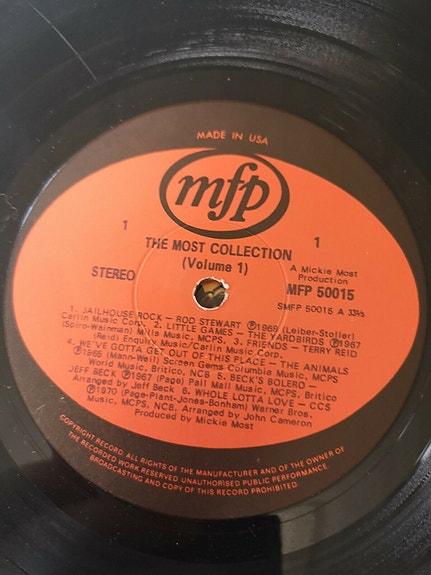 MADE IN USA
mfp
1 1
THE MOST COLLECTION
(Volume 1)
STEREO
A Mickie Most
Production
MFP 50015
SMFP 50015 A 33⅓
1. JAILHOUSE ROCK – ROD STEWART Ⓟ1969 (Leiber-Stoller)
Carlin Music Corp. 2. LITTLE GAMES – THE YARDBIRDS Ⓟ1967
(Spiro-Wainman) Mills Music, MCPS. 3. FRIENDS – TERRY REID
(Reid) Enquiry Music/Carlin Music Corp.
4. WE'VE GOTTA GET OUT OF THIS PLACE – THE ANIMALS
Ⓟ1965 (Mann-Weil) Screen Gems Columbia Music, MCPS
World Music, Britico, NCB 5. BECK'S BOLERO –
JEFF BECK Ⓟ1967 (Page) Pall Mall Music, MCPS, Britico
Arranged by Jeff Beck 6. WHOLE LOTTA LOVE – CCS
Ⓟ1970 (Page-Plant-Jones-Bonham) Warner Bros.
Music, MCPS, NCB. Arranged by John Cameron
Produced by Mickie Most
COPYRIGHT RECORD. ALL RIGHTS OF THE MANUFACTURER AND OF THE OWNER OF
THE RECORDED WORK RESERVED. UNAUTHORISED PUBLIC PERFORMANCE,
BROADCASTING AND COPY OF THIS RECORD PROHIBITED.